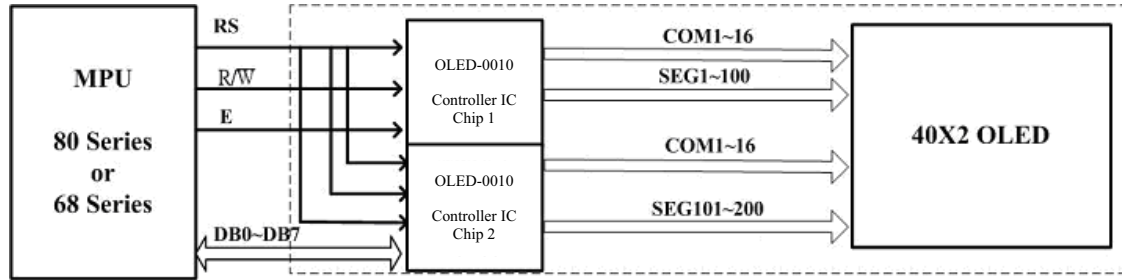 MPU
80 Series
or
68 Series
RS
R/W̅
E
DB0~DB7
OLED-0010
Controller IC
Chip 1
OLED-0010
Controller IC
Chip 2
COM1~16
SEG1~100
COM1~16
SEG101~200
40X2 OLED